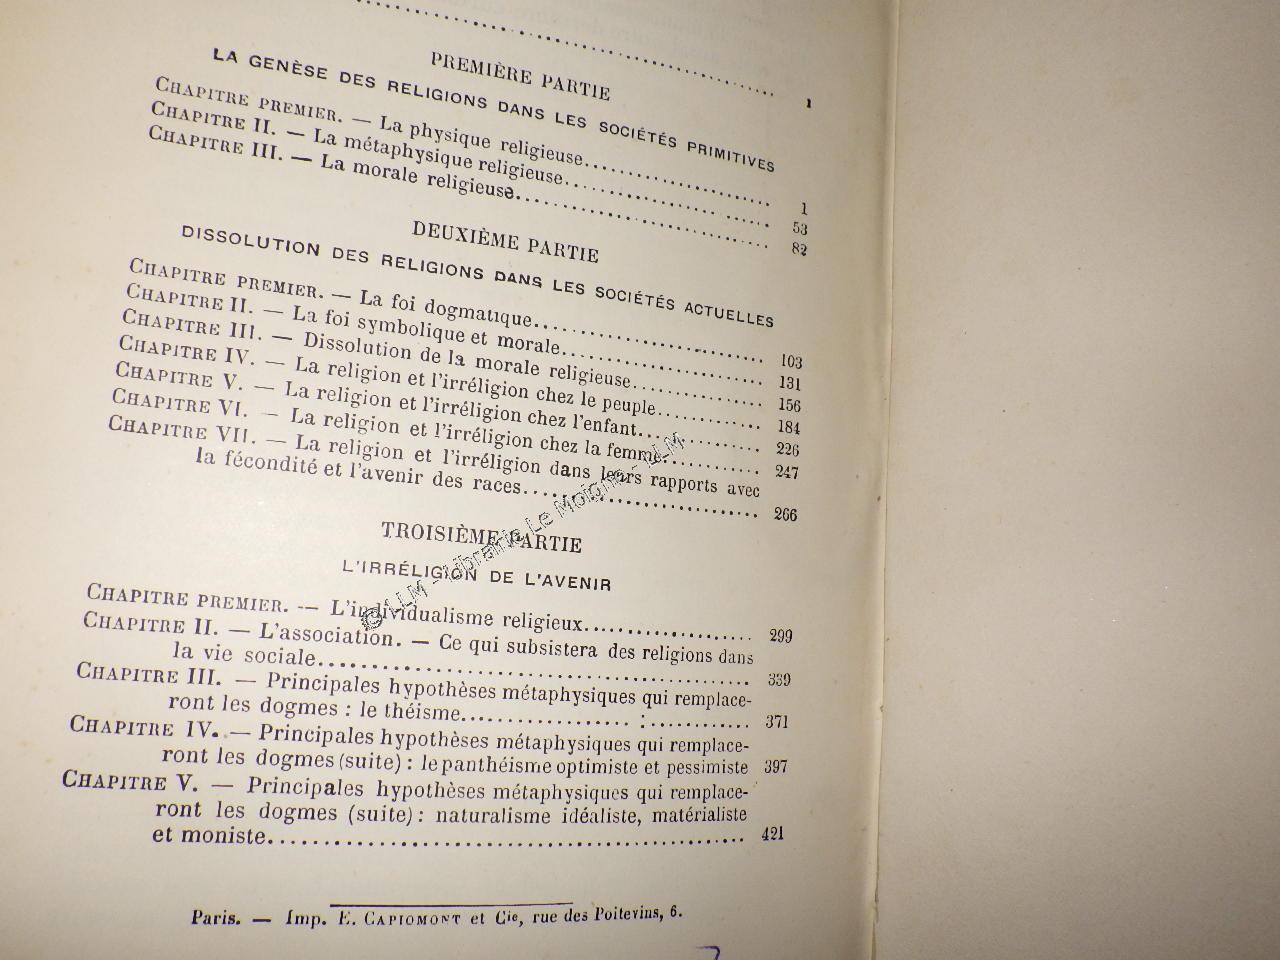 1
PREMIÈRE PARTIE
LA GENÈSE DES RELIGIONS DANS LES SOCIÉTÉS PRIMITIVES
CHAPITRE PREMIER. — La physique religieuse........................ 1
CHAPITRE II. — La métaphysique religieuse........................ 53
CHAPITRE III. — La morale religieuse........................ 82
DEUXIÈME PARTIE
DISSOLUTION DES RELIGIONS DANS LES SOCIÉTÉS ACTUELLES
CHAPITRE PREMIER. — La foi dogmatique........................ 103
CHAPITRE II. — La foi symbolique et morale........................ 131
CHAPITRE III. — Dissolution de la morale religieuse............... 156
CHAPITRE IV. — La religion et l'irréligion chez le peuple............ 184
CHAPITRE V. — La religion et l'irréligion chez l'enfant............ 226
CHAPITRE VI. — La religion et l'irréligion chez la femme............ 247
CHAPITRE VII. — La religion et l'irréligion dans leurs rapports avec
la fécondité et l'avenir des races........................ 266
TROISIÈME PARTIE
L'IRRÉLIGION DE L'AVENIR
CHAPITRE PREMIER. — L'individualisme religieux.................. 299
CHAPITRE II. — L'association. — Ce qui subsistera des religions dans
la vie sociale........................ 339
CHAPITRE III. — Principales hypothèses métaphysiques qui remplace-
ront les dogmes : le théisme........................ 371
CHAPITRE IV. — Principales hypothèses métaphysiques qui remplace-
ront les dogmes (suite) : le panthéisme optimiste et pessimiste 397
CHAPITRE V. — Principales hypothèses métaphysiques qui remplace-
ront les dogmes (suite) : naturalisme idéaliste, matérialiste
et moniste........................ 421
Paris. — Imp. E. CAPIOMONT et Cie, rue des Poitevins, 6.
© LLM - Librairie Le Moigne - LLM